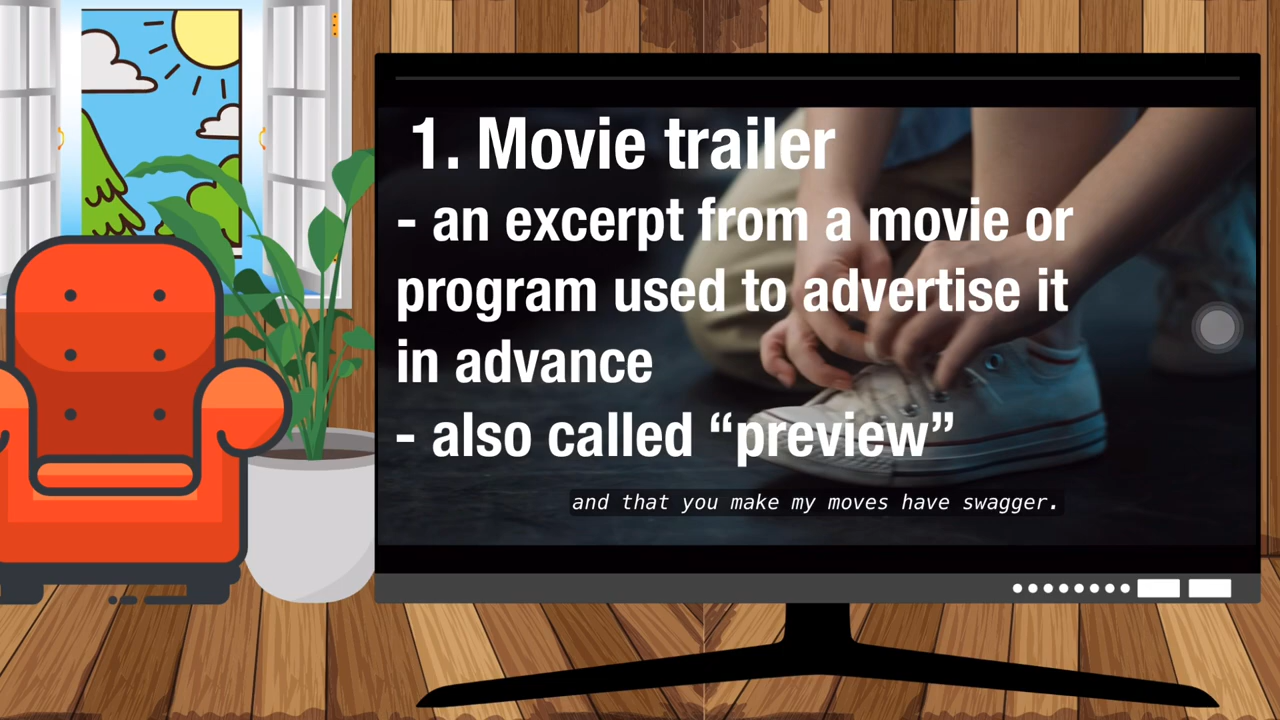 1. Movie trailer
- an excerpt from a movie or
program used to advertise it
in advance
- also called “preview”
and that you make my moves have swagger.